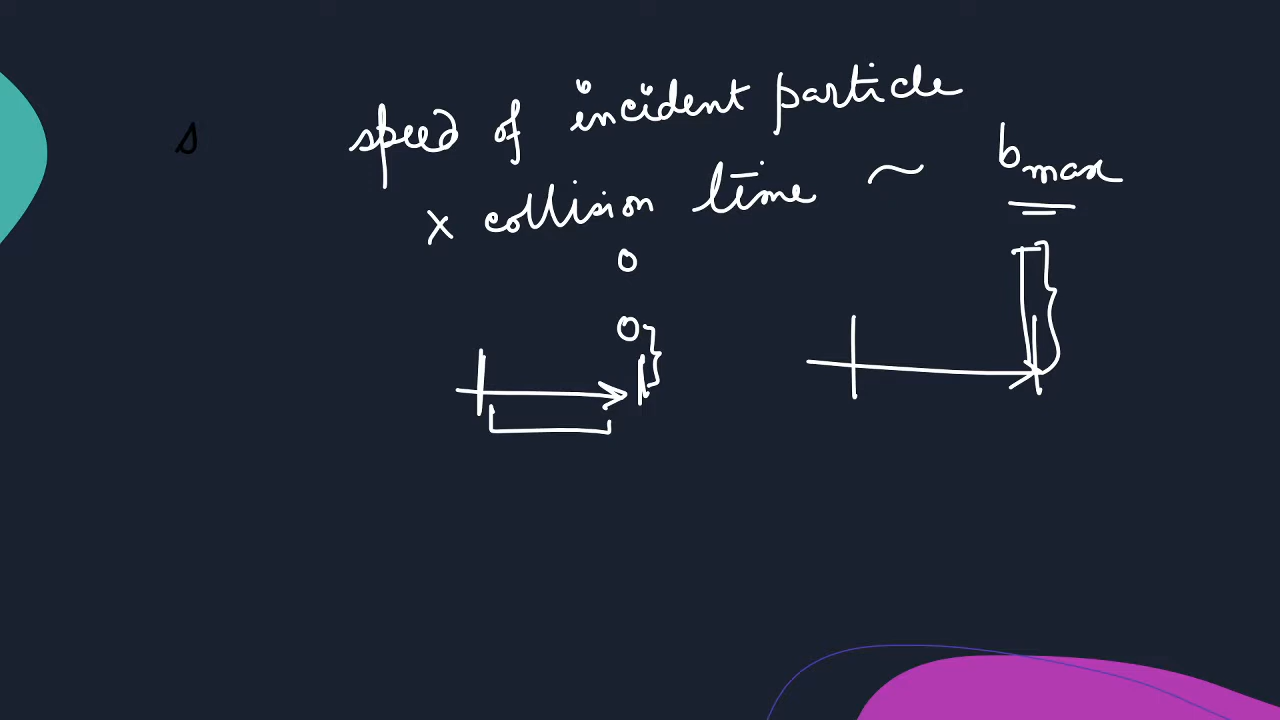 s speed of incident particle
x collision time ~ bmax